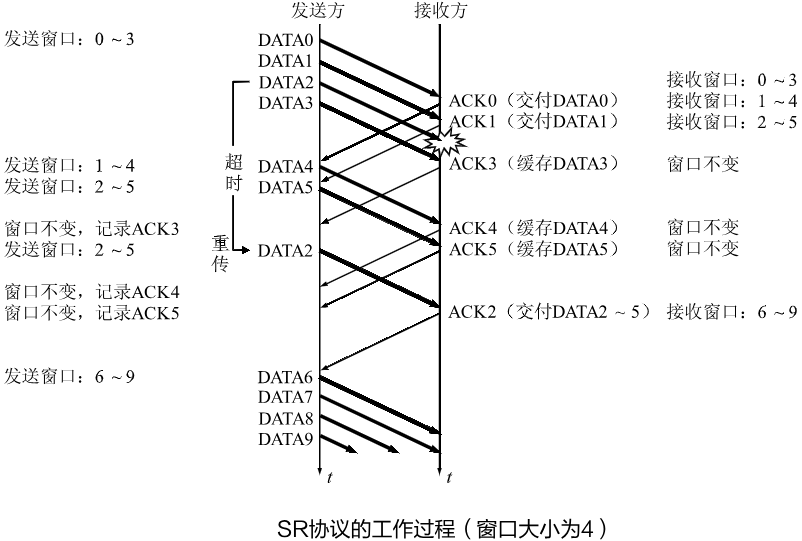 发送方 接收方
发送窗口：0～3 DATA0
DATA1
DATA2 接收窗口：0～3
DATA3 ACK0（交付DATA0） 接收窗口：1～4
ACK1（交付DATA1） 接收窗口：2～5
超时
发送窗口：1～4 DATA4 ACK3（缓存DATA3） 窗口不变
发送窗口：2～5 DATA5
窗口不变，记录ACK3 ACK4（缓存DATA4） 窗口不变
重传
发送窗口：2～5 DATA2 ACK5（缓存DATA5） 窗口不变
窗口不变，记录ACK4
窗口不变，记录ACK5 ACK2（交付DATA2～5） 接收窗口：6～9
发送窗口：6～9 DATA6
DATA7
DATA8
DATA9
t t
SR协议的工作过程（窗口大小为4）